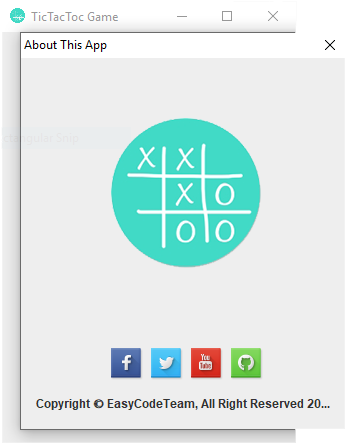 TicTacToc Game
About This App
X X
X O
O O
f
You
Tube
Copyright © EasyCodeTeam, All Right Reserved 20...